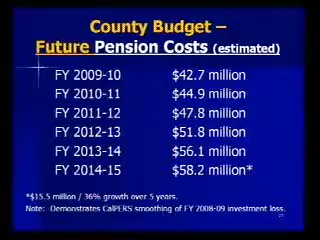 County Budget –
Future Pension Costs (estimated)
FY 2009-10 $42.7 million
FY 2010-11 $44.9 million
FY 2011-12 $47.8 million
FY 2012-13 $51.8 million
FY 2013-14 $56.1 million
FY 2014-15 $58.2 million*
*$15.5 million / 36% growth over 5 years.
Note: Demonstrates CalPERS smoothing of FY 2008-09 investment loss.